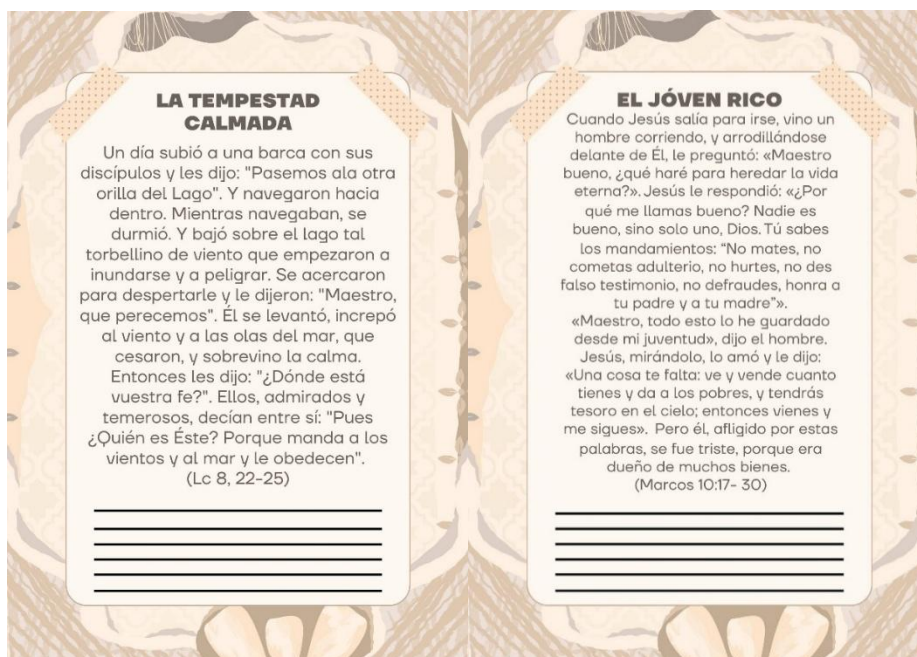 LA TEMPESTAD
CALMADA
Un día subió a una barca con sus
discípulos y les dijo: "Pasemos ala otra
orilla del Lago". Y navegaron hacia
dentro. Mientras navegaban, se
durmió. Y bajó sobre el lago tal
torbellino de viento que empezaron a
inundarse y a peligrar. Se acercaron
para despertarle y le dijeron: "Maestro,
que perecemos". Él se levantó, increpó
al viento y a las olas del mar, que
cesaron, y sobrevino la calma.
Entonces les dijo: "¿Dónde está
vuestra fe?". Ellos, admirados y
temerosos, decían entre sí: "Pues
¿Quién es Éste? Porque manda a los
vientos y al mar y le obedecen".
(Lc 8, 22-25)
EL JÓVEN RICO
Cuando Jesús salía para irse, vino un
hombre corriendo, y arrodillándose
delante de Él, le preguntó: «Maestro
bueno, ¿qué haré para heredar la vida
eterna?». Jesús le respondió: «¿Por
qué me llamas bueno? Nadie es
bueno, sino solo uno, Dios. Tú sabes
los mandamientos: “No mates, no
cometas adulterio, no hurtes, no des
falso testimonio, no defraudes, honra a
tu padre y a tu madre”».
«Maestro, todo esto lo he guardado
desde mi juventud», dijo el hombre.
Jesús, mirándolo, lo amó y le dijo:
«Una cosa te falta: ve y vende cuanto
tienes y da a los pobres, y tendrás
tesoro en el cielo; entonces vienes y
me sigues». Pero él, afligido por estas
palabras, se fue triste, porque era
dueño de muchos bienes.
(Marcos 10:17- 30)